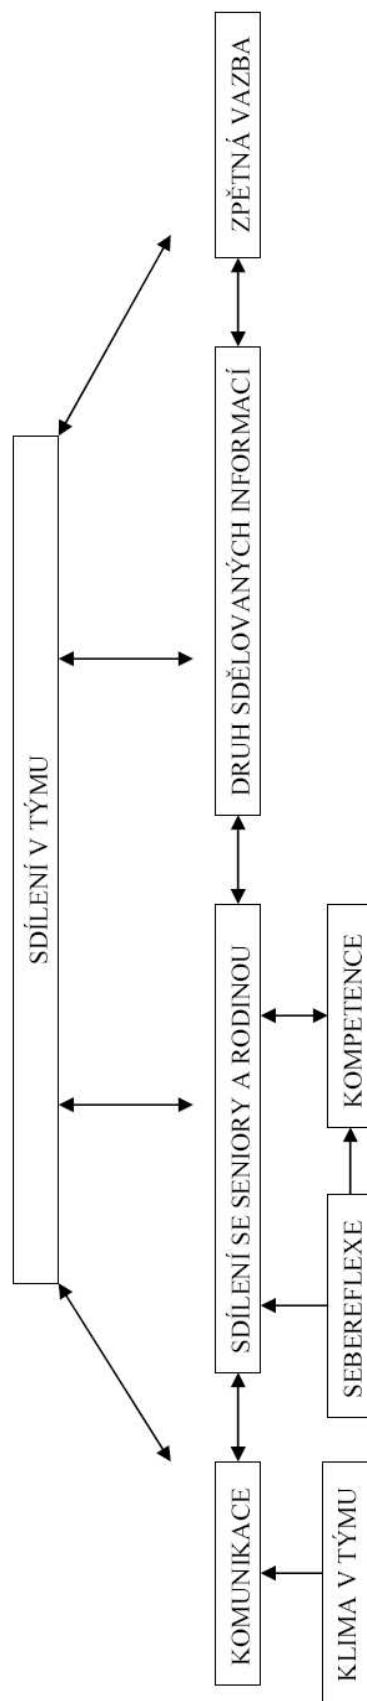 SDÍLENÍ V TÝMU
KOMUNIKACE
SDÍLENÍ SE SENIORY A RODINOU
DRUH SDĚLOVANÝCH INFORMACÍ
ZPĚTNÁ VAZBA
KLIMA V TÝMU
SEBEREFLEXE
KOMPETENCE